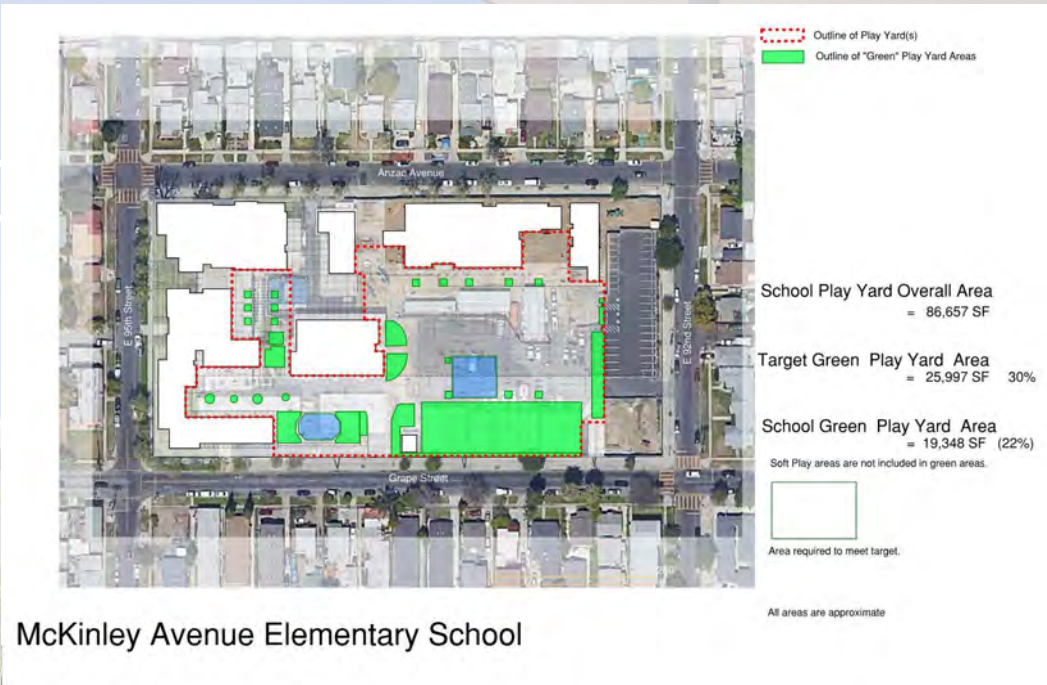 Outline of Play Yard(s)
Outline of "Green" Play Yard Areas
Anzac Avenue
E 95th Street
E 92nd Street
School Play Yard Overall Area
= 86,657 SF
Target Green Play Yard Area
= 25,997 SF 30%
School Green Play Yard Area
= 19,348 SF (22%)
Soft Play areas are not included in green areas.
Grape Street
Area required to meet target.
All areas are approximate
McKinley Avenue Elementary School